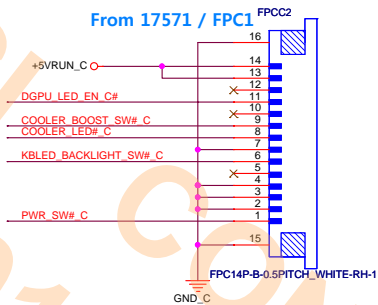 From 17571 / FPC1
FPCC2
16
+5VRUN_C
14
13
12
DGPU_LED_EN_C#
11
10
COOLER_BOOST_SW#_C
9
COOLER_LED#_C
8
7
KBLED_BACKLIGHT_SW#_C
6
5
4
3
2
PWR_SW#_C
1
15
FPC14P-B-0.5PITCH_WHITE-RH-1
GND_C